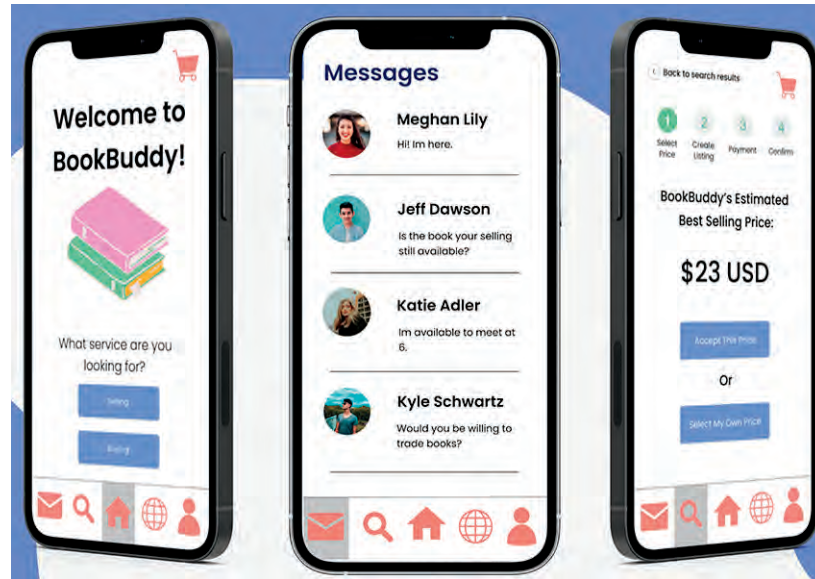 Welcome to
BookBuddy!
What service are you
looking for?
Selling
Buying
Messages
Meghan Lily
Hi! Im here.
Jeff Dawson
Is the book your selling
still available?
Katie Adler
Im available to meet at
6.
Kyle Schwartz
Would you be willing to
trade books?
Back to search results
1 2 3 4
Select Create Payment Confirm
Price Listing
BookBuddy's Estimated
Best Selling Price:
$23 USD
Accept This Price
Or
Select My Own Price